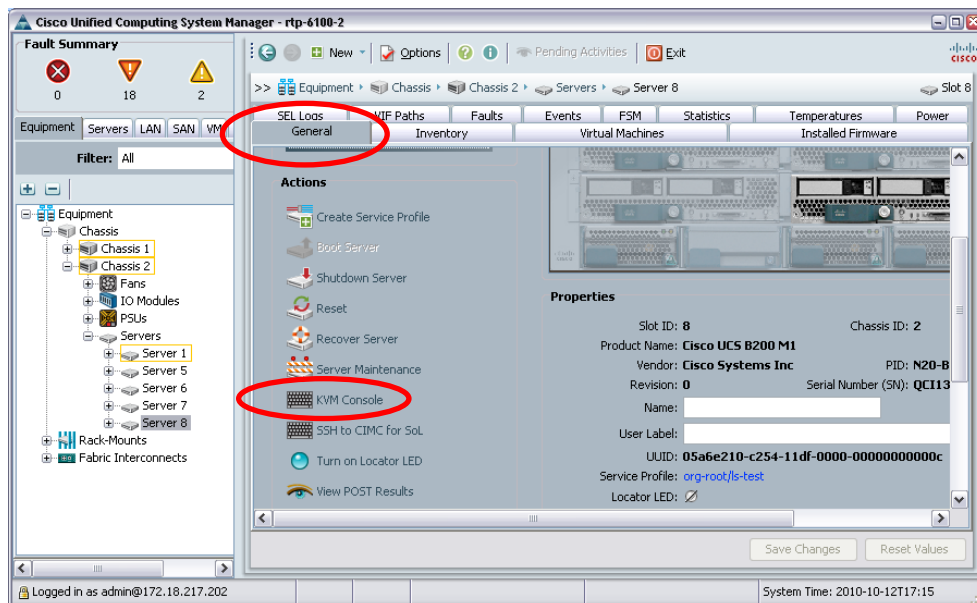 Cisco Unified Computing System Manager - rtp-6100-2
Fault Summary
0 18 2
Equipment Servers LAN SAN VM
Filter: All
Equipment
Chassis
Chassis 1
Chassis 2
Fans
IO Modules
PSUs
Servers
Server 1
Server 5
Server 6
Server 7
Server 8
Rack-Mounts
Fabric Interconnects
New Options Pending Activities Exit
CISCO
>> Equipment Chassis Chassis 2 Servers Server 8 Slot 8
SEL Logs VIF Paths Faults Events FSM Statistics Temperatures Power
General Inventory Virtual Machines Installed Firmware
Actions
Create Service Profile
Boot Server
Shutdown Server
Reset
Recover Server
Server Maintenance
KVM Console
SSH to CIMC for SoL
Turn on Locator LED
View POST Results
Properties
Slot ID: 8 Chassis ID: 2
Product Name: Cisco UCS B200 M1
Vendor: Cisco Systems Inc PID: N20-B
Revision: 0 Serial Number (SN): QCI13
Name:
User Label:
UUID: 05a6e210-c254-11df-0000-00000000000c
Service Profile: org-root/ls-test
Locator LED:
Save Changes Reset Values
Logged in as admin@172.18.217.202 System Time: 2010-10-12T17:15